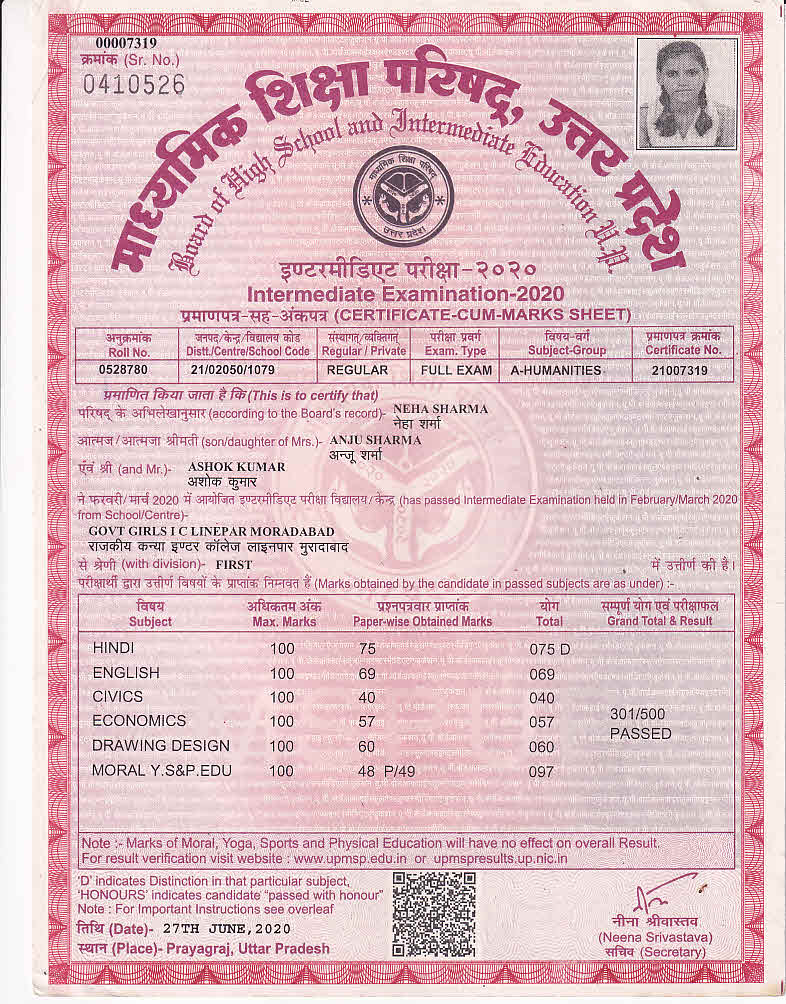 00007319
क्रमांक (Sr. No.)
0410526
माध्यमिक शिक्षा परिषद्, उत्तर प्रदेश
Board of High School and Intermediate Education U.P.
माध्यमिक शिक्षा परिषद्
उत्तर प्रदेश
इण्टरमीडिएट परीक्षा-२०२०
Intermediate Examination-2020
प्रमाणपत्र-सह-अंकपत्र (CERTIFICATE-CUM-MARKS SHEET)
अनुक्रमांक जनपद/केन्द्र/विद्यालय कोड संस्थागत/व्यक्तिगत परीक्षा प्रवर्ग विषय-वर्ग प्रमाणपत्र क्रमांक
Roll No. Distt./Centre/School Code Regular / Private Exam. Type Subject-Group Certificate No.
0528780 21/02050/1079 REGULAR FULL EXAM A-HUMANITIES 21007319
प्रमाणित किया जाता है कि (This is to certify that)
परिषद् के अभिलेखानुसार (according to the Board's record)- NEHA SHARMA
नेहा शर्मा
आत्मज/आत्मजा श्रीमती (son/daughter of Mrs.)- ANJU SHARMA
अन्जू शर्मा
एंव श्री (and Mr.)- ASHOK KUMAR
अशोक कुमार
ने फरवरी/मार्च 2020 में आयोजित इण्टरमीडिएट परीक्षा विद्यालय/केन्द्र (has passed Intermediate Examination held in February/March 2020
from School/Centre)-
GOVT GIRLS I C LINEPAR MORADABAD
राजकीय कन्या इण्टर कॉलेज लाइनपार मुरादाबाद
से श्रेणी (with division)- FIRST में उत्तीर्ण की है।
परीक्षार्थी द्वारा उत्तीर्ण विषयों के प्राप्तांक निम्नवत हैं (Marks obtained by the candidate in passed subjects are as under) :-
विषय अधिकतम अंक प्रश्नपत्रवार प्राप्तांक योग सम्पूर्ण योग एवं परीक्षाफल
Subject Max. Marks Paper-wise Obtained Marks Total Grand Total & Result
HINDI 100 75 075 D
ENGLISH 100 69 069
CIVICS 100 40 040
ECONOMICS 100 57 057 301/500
PASSED
DRAWING DESIGN 100 60 060
MORAL Y.S&P.EDU 100 48 P/49 097
Note :- Marks of Moral, Yoga, Sports and Physical Education will have no effect on overall Result.
For result verification visit website : www.upmsp.edu.in or upmspresults.up.nic.in
'D' indicates Distinction in that particular subject,
'HONOURS' indicates candidate "passed with honour"
Note : For Important Instructions see overleaf
तिथि (Date)- 27TH JUNE,2020
स्थान (Place)- Prayagraj, Uttar Pradesh
नीना श्रीवास्तव
(Neena Srivastava)
सचिव (Secretary)